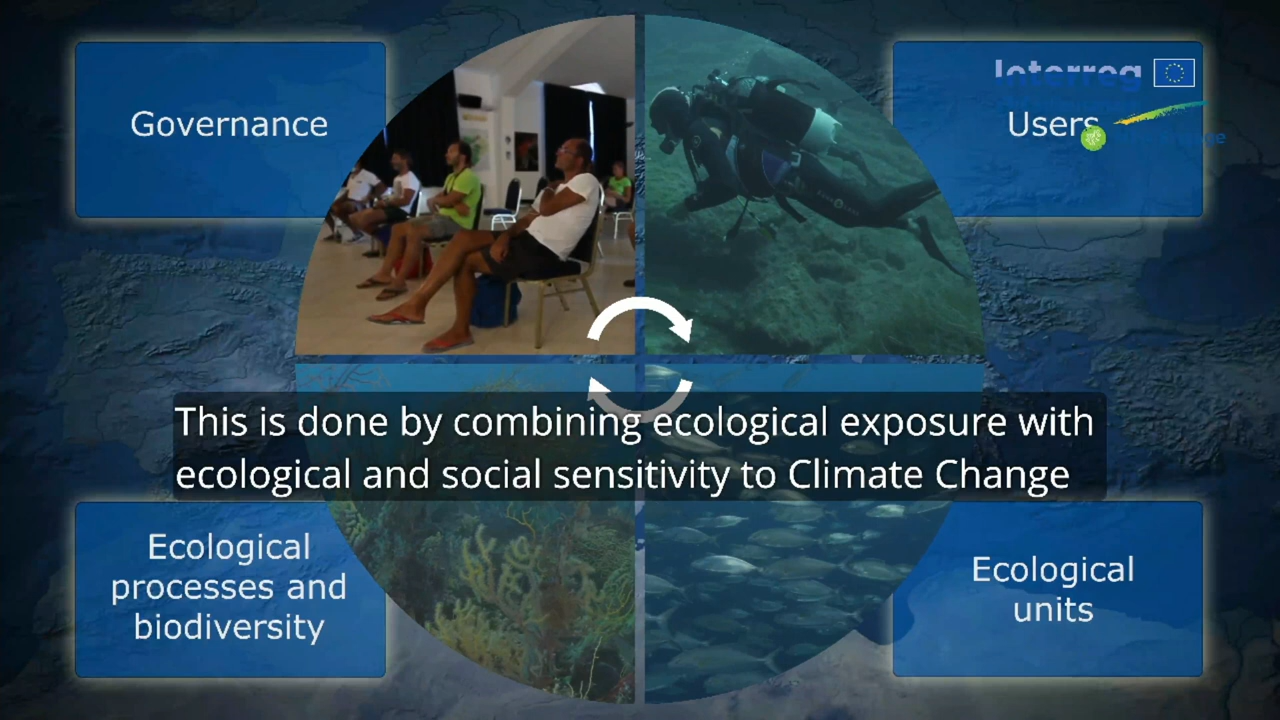 Governance
Interreg
Users
This is done by combining ecological exposure with
ecological and social sensitivity to Climate Change
Ecological
processes and
biodiversity
Ecological
units